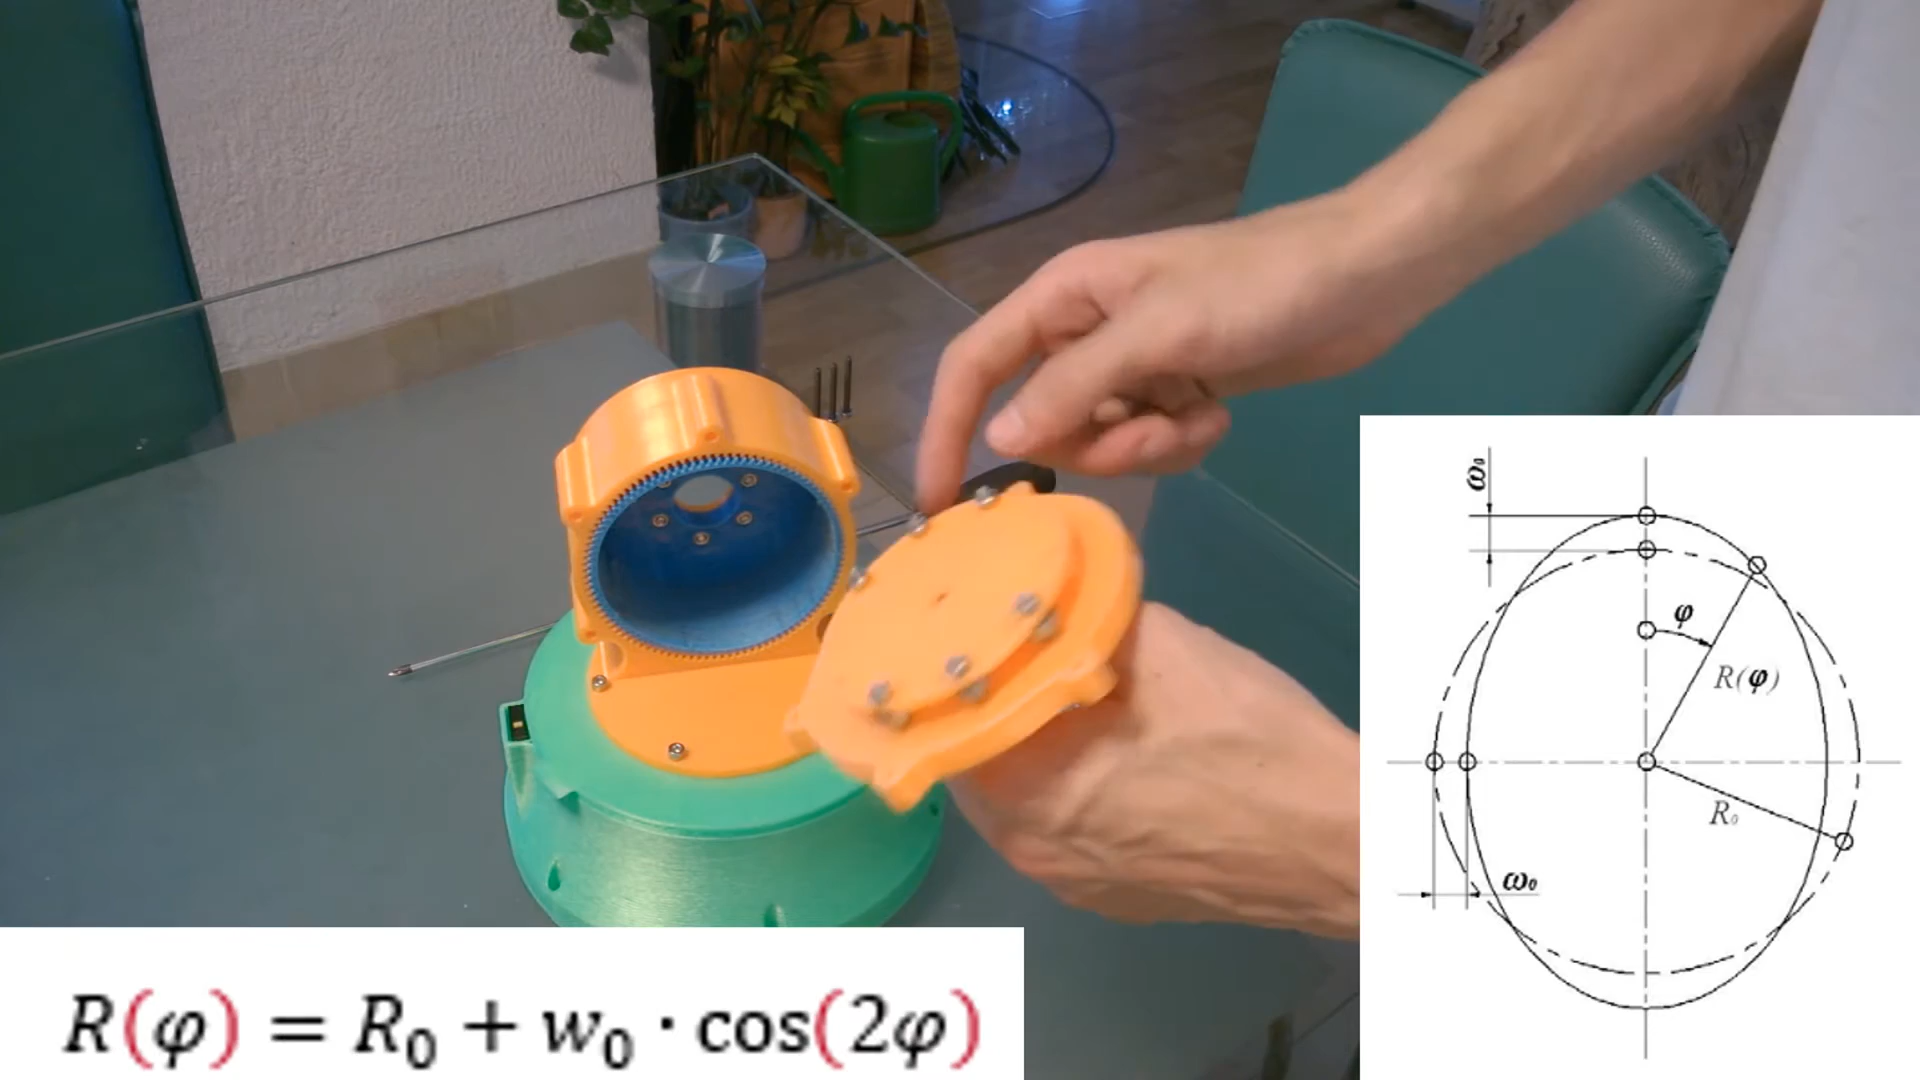 ω₀
φ
R(φ)
R₀
ω₀
R(φ) = R₀ + w₀ · cos(2φ)